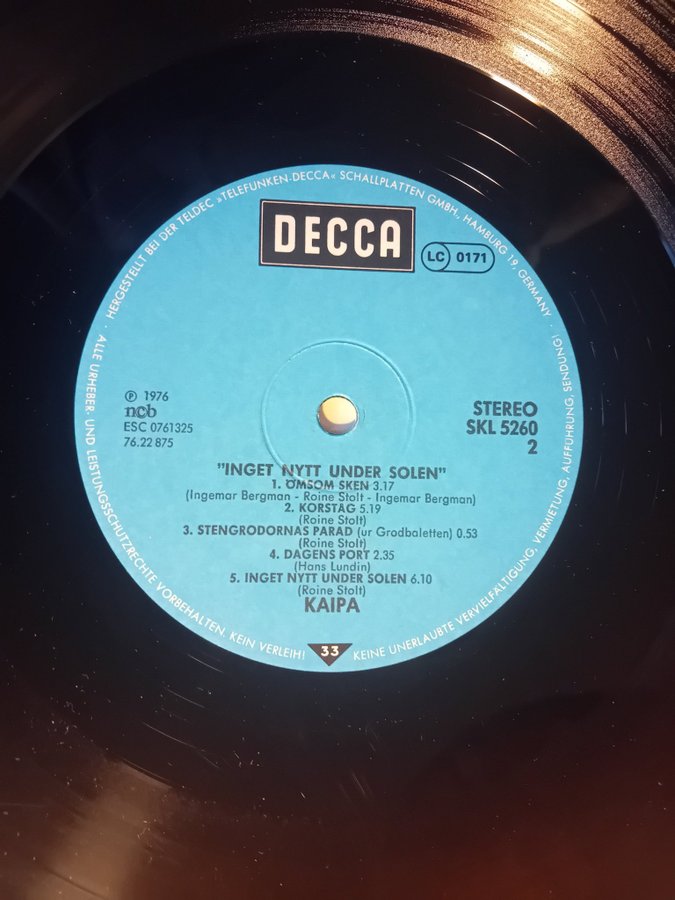 HERGESTELLT BEI DER TELDEC »TELEFUNKEN-DECCA« SCHALLPLATTEN GMBH, HAMBURG 19, GERMANY ·
ALLE URHEBER- UND LEISTUNGSSCHUTZRECHTE VORBEHALTEN. KEIN VERLEIH!
KEINE UNERLAUBTE VERVIELFÄLTIGUNG, VERMIETUNG, AUFFÜHRUNG, SENDUNG!
DECCA
LC 0171
℗ 1976
ncb
ESC 0761325
76.22 875
STEREO
SKL 5260
2
"INGET NYTT UNDER SOLEN"
1. ÖMSOM SKEN 3.17
(Ingemar Bergman - Roine Stolt - Ingemar Bergman)
2. KORSTAG 5.19
(Roine Stolt)
3. STENGRODORNAS PARAD (ur Grodbaletten) 0.53
(Roine Stolt)
4. DAGENS PORT 2.35
(Hans Lundin)
5. INGET NYTT UNDER SOLEN 6.10
(Roine Stolt)
KAIPA
33